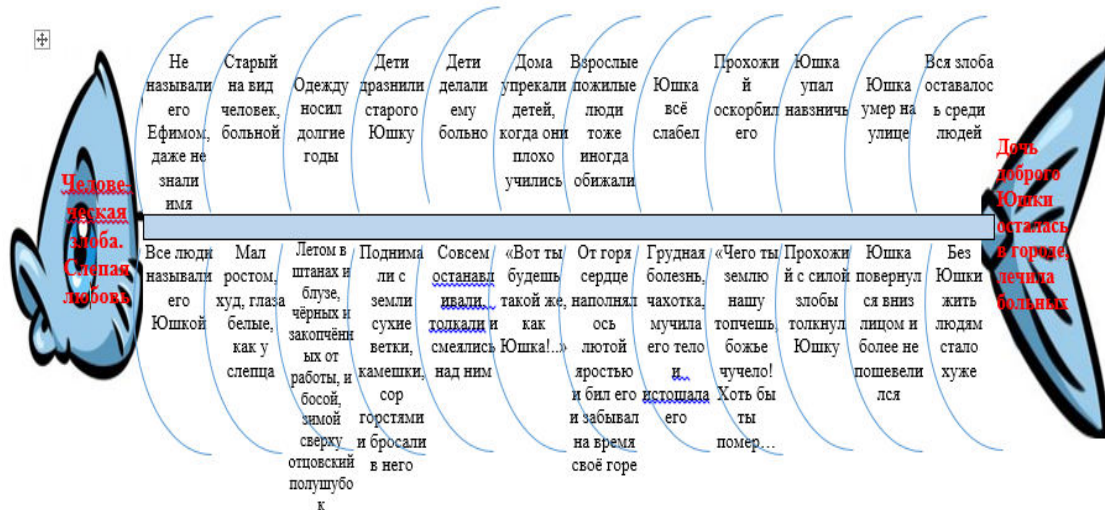 Челове-
ческая
злоба.
Слепая
любовь
Не
называли
его
Ефимом,
даже не
знали
имя
Старый
на вид
человек,
больной
Одежду
носил
долгие
годы
Дети
дразнили
старого
Юшку
Дети
делали
ему
больно
Дома
упрекали
детей,
когда они
плохо
учились
Взрослые
пожилые
люди
тоже
иногда
обижали
Юшка
всё
слабел
Прохожи
й
оскорбил
его
Юшка
упал
навзничь
Юшка
умер на
улице
Вся злоба
оставалос
ь среди
людей
Все люди
называли
его
Юшкой
Мал
ростом,
худ, глаза
белые,
как у
слепца
Летом в
штанах и
блузе,
чёрных и
закопчённ
ых от
работы, и
босой,
зимой
сверху
отцовский
полушубо
к
Поднима
ли с
земли
сухие
ветки,
камешки,
сор
горстями
и бросали
в него
Совсем
останавл
ивали,
толкали и
смеялись
над ним
«Вот ты
будешь
такой же,
как
Юшка!..»
От горя
сердце
наполнял
ось
лютой
яростью
и бил его
и забывал
на время
своё горе
Грудная
болезнь,
чахотка,
мучила
его тело
и
истощала
его
«Чего ты
землю
нашу
топчешь,
божье
чучело!
Хоть бы
ты
помер…
Прохожи
й с силой
злобы
толкнул
Юшку
Юшка
повернул
ся вниз
лицом и
более не
пошевели
лся
Без
Юшки
жить
людям
стало
хуже
Дочь
доброго
Юшки
осталась
в городе,
лечила
больных